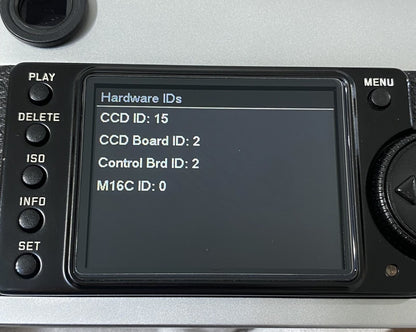 PLAY
MENU
DELETE
ISO
INFO
SET
Hardware IDs
CCD ID: 15
CCD Board ID: 2
Control Brd ID: 2
M16C ID: 0